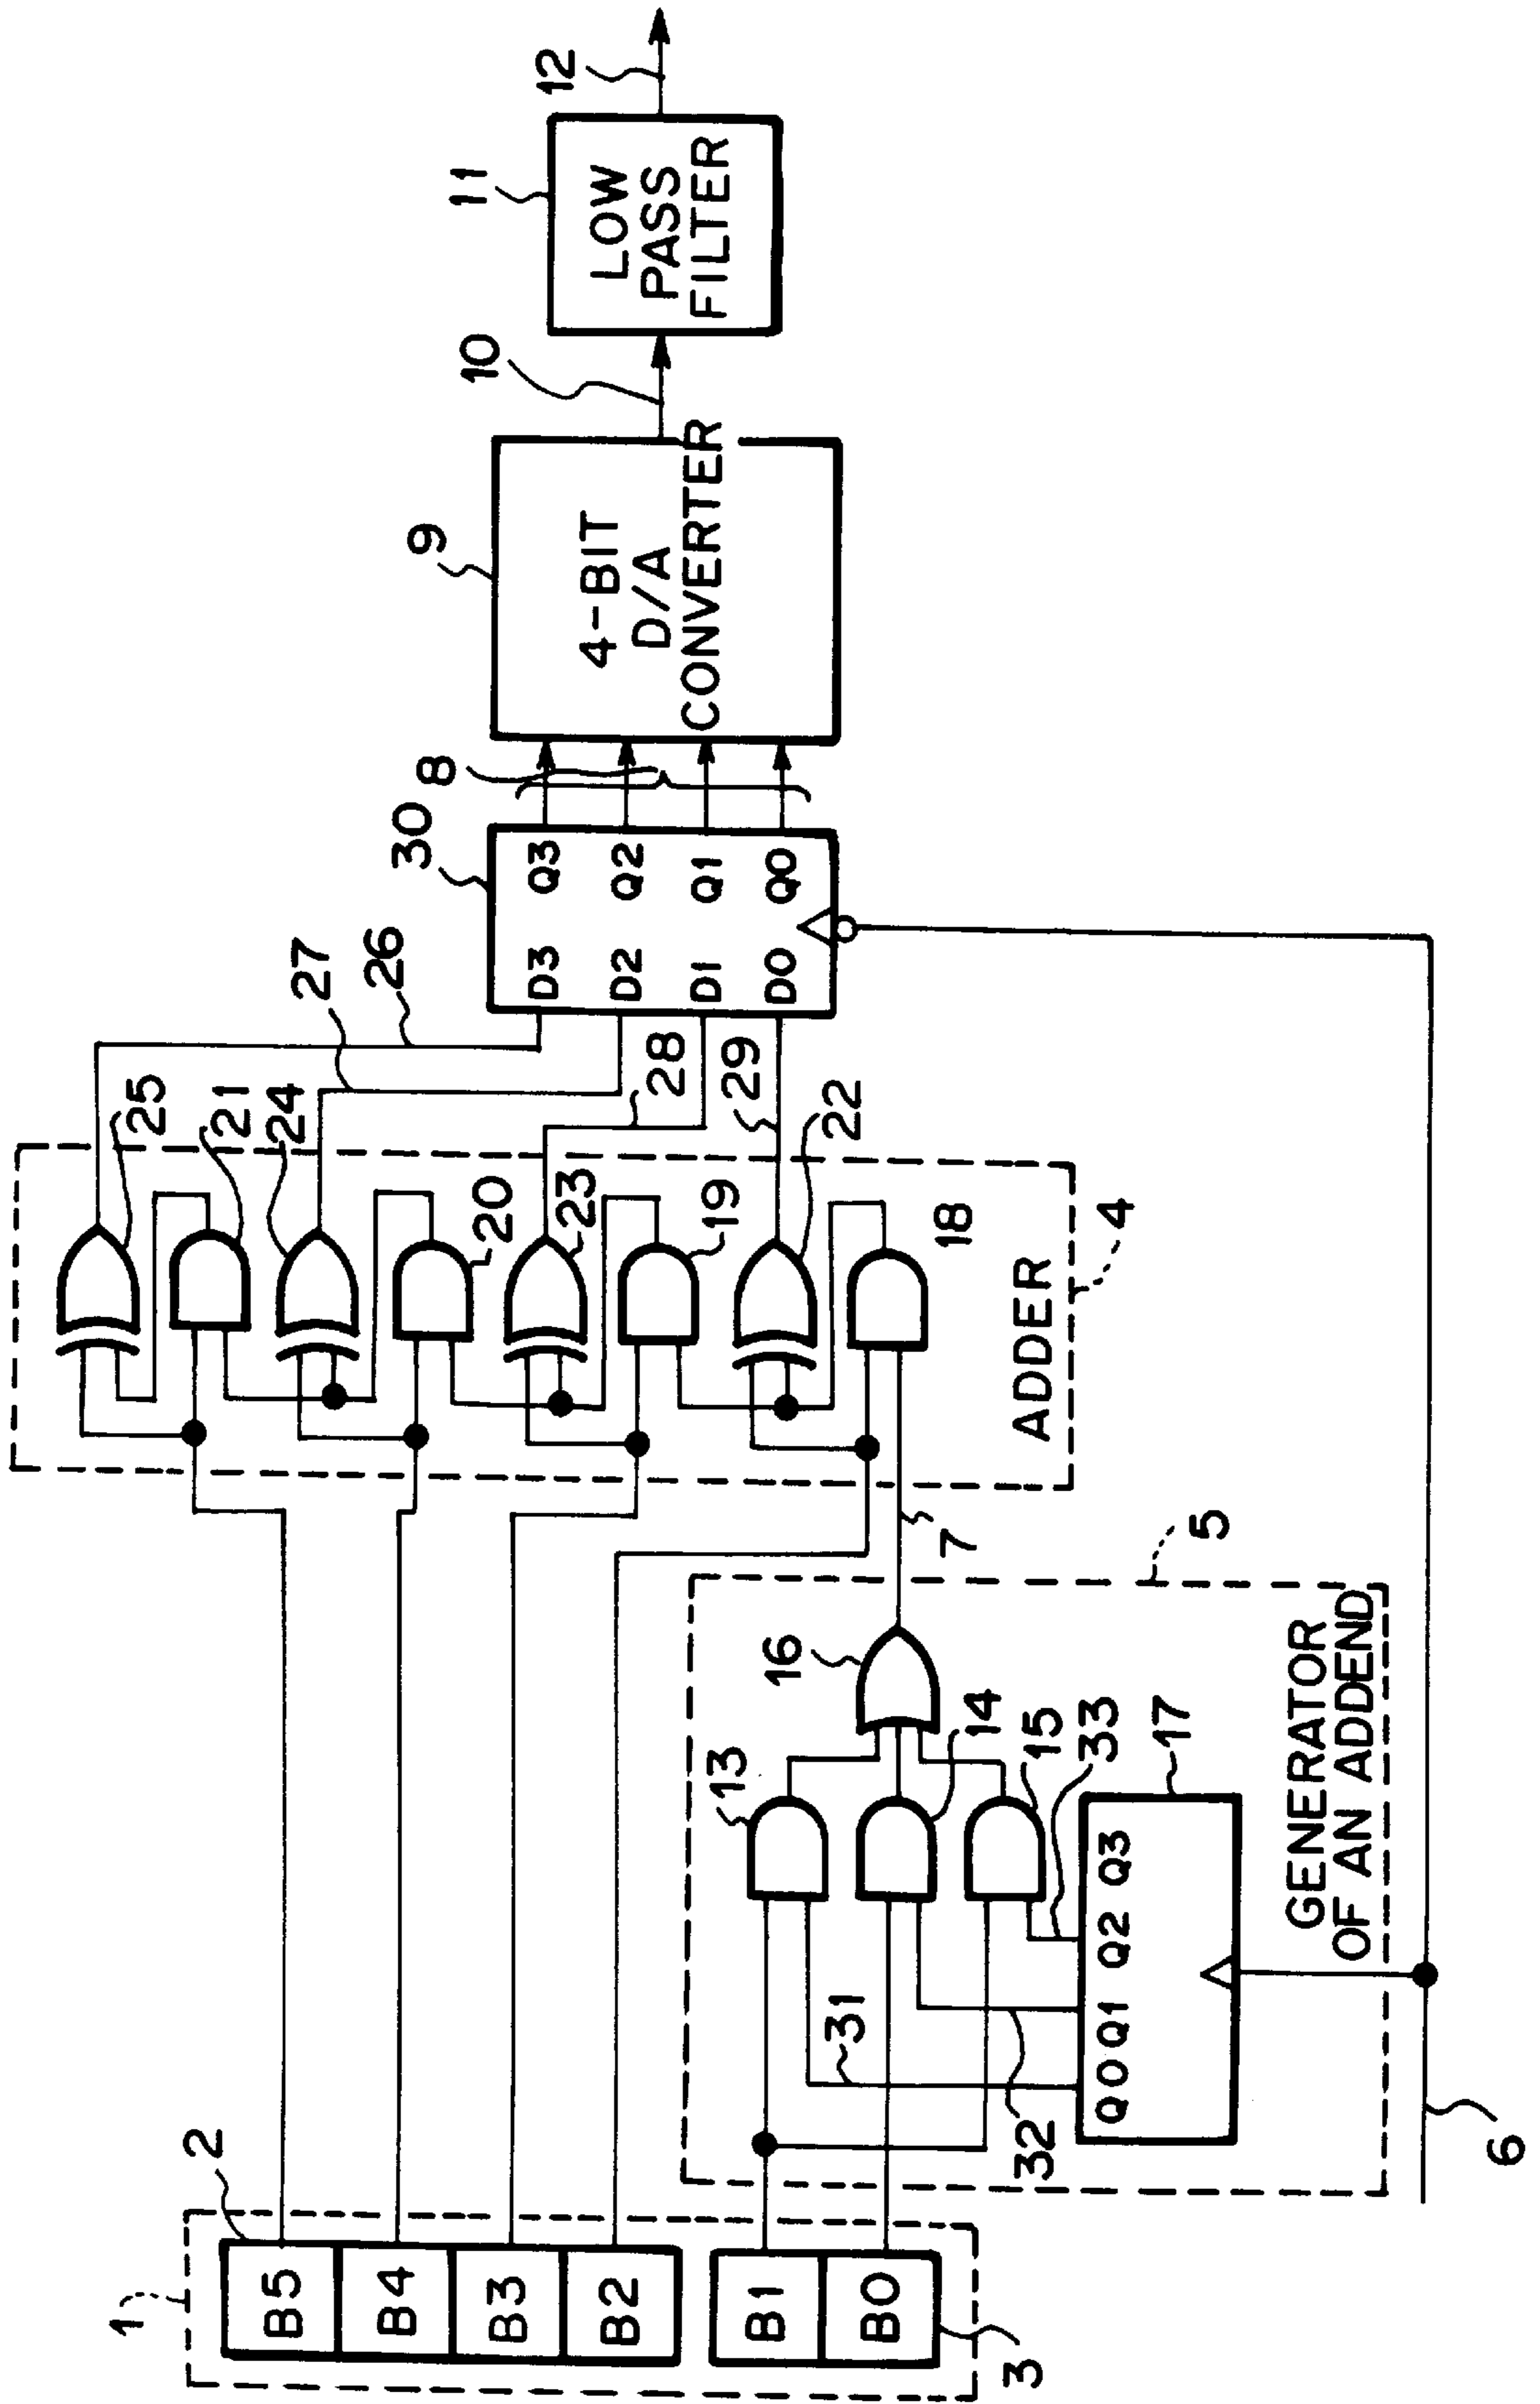 1
2
B5
B4
B3
B2
B1
B0
3
25
21
24
20
23
19
22
18
ADDER
4
27
26
28
29
30
D3 Q3
D2 Q2
D1 Q1
D0 Q0
8
9
4-BIT
D/A
CONVERTER
10
11
LOW
PASS
FILTER
12
7
5
16
13
14
15
33
17
31
32
Q0 Q1 Q2 Q3
GENERATOR
OF AN ADDEND
6